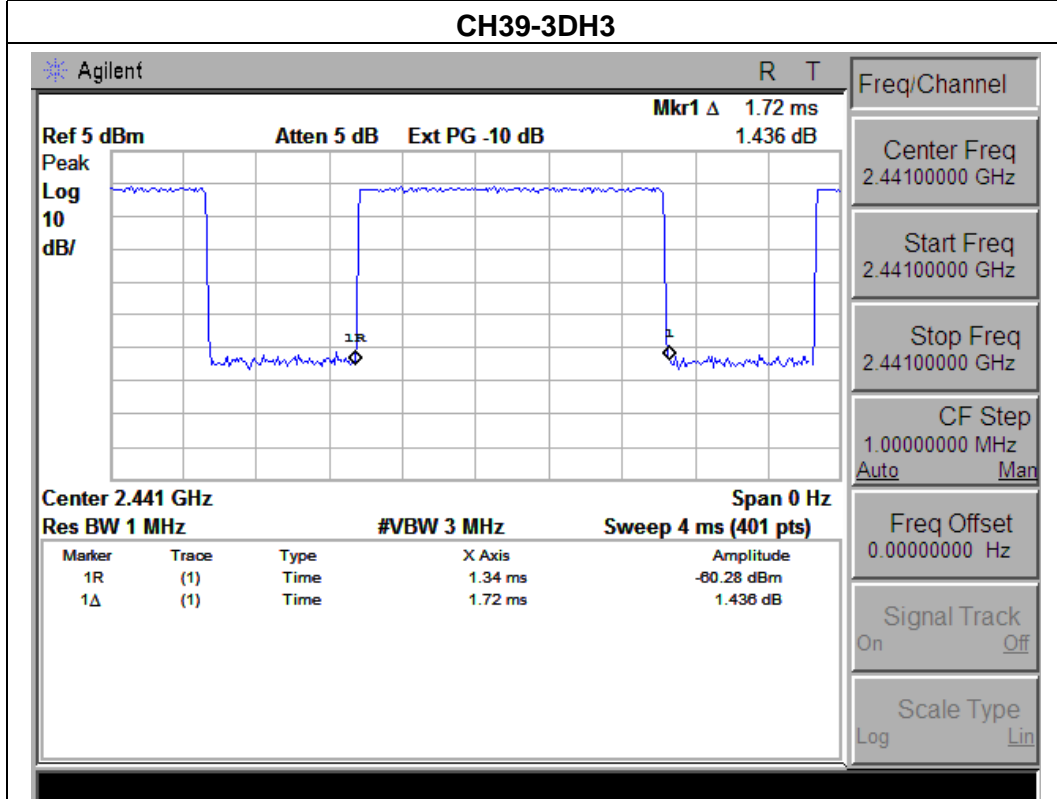 CH39-3DH3
Agilent
R T
Mkr1 Δ 1.72 ms
Ref 5 dBm Atten 5 dB Ext PG -10 dB 1.436 dB
Peak
Log
10
dB/
1R
1
Center 2.441 GHz Span 0 Hz
Res BW 1 MHz #VBW 3 MHz Sweep 4 ms (401 pts)
Marker Trace Type X Axis Amplitude
1R (1) Time 1.34 ms -60.28 dBm
1Δ (1) Time 1.72 ms 1.436 dB
Freq/Channel
Center Freq
2.44100000 GHz
Start Freq
2.44100000 GHz
Stop Freq
2.44100000 GHz
CF Step
1.00000000 MHz
Auto Man
Freq Offset
0.00000000 Hz
Signal Track
On Off
Scale Type
Log Lin